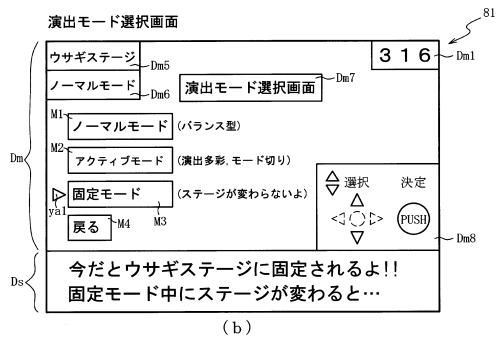 演出モード選択画面
81
ウサギステージ
Dm5
316
Dm1
ノーマルモード
Dm6
演出モード選択画面
Dm7
M1
ノーマルモード
(バランス型)
Dm
M2
アクティブモード
(演出多彩,モード切り)
選択
決定
固定モード
(ステージが変わらないよ)
ya1
M3
PUSH
戻る
M4
Dm8
Ds
今だとウサギステージに固定されるよ!!
固定モード中にステージが変わると…
(b)